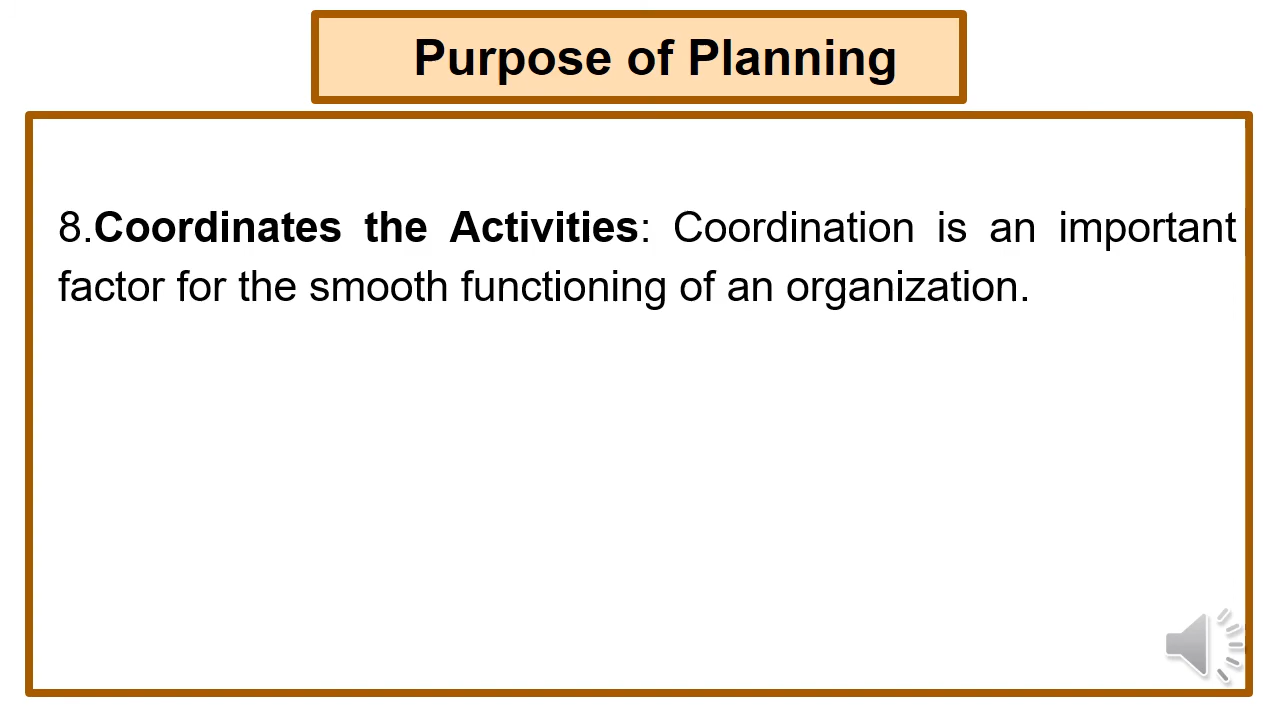 Purpose of Planning
8.Coordinates the Activities: Coordination is an important
factor for the smooth functioning of an organization.